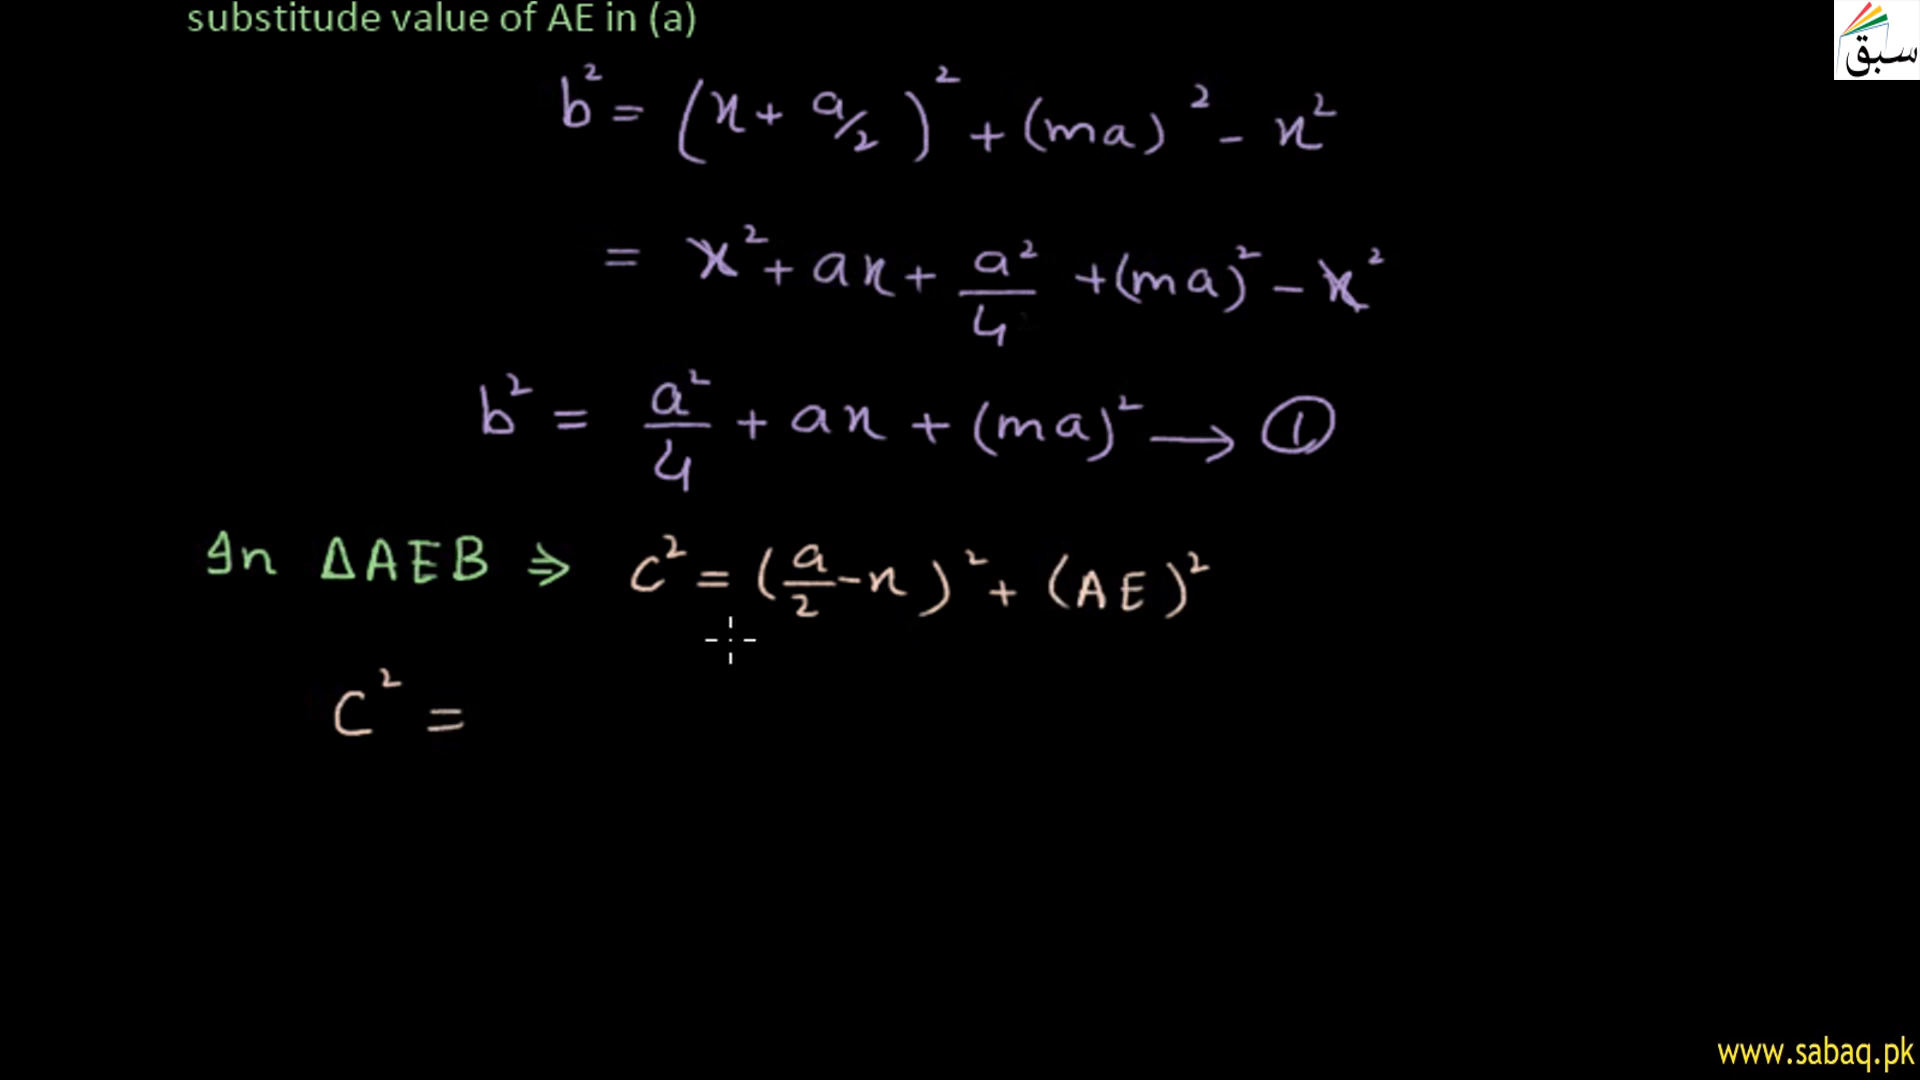 substitude value of AE in (a)
سبق
b² = (x + a/2)² + (ma)² - x²
= x² + ax + a²/4 + (ma)² - x²
b² = a²/4 + ax + (ma)² → ①
In ΔAEB ⇒ c² = (a/2 - x)² + (AE)²
c² =
www.sabaq.pk